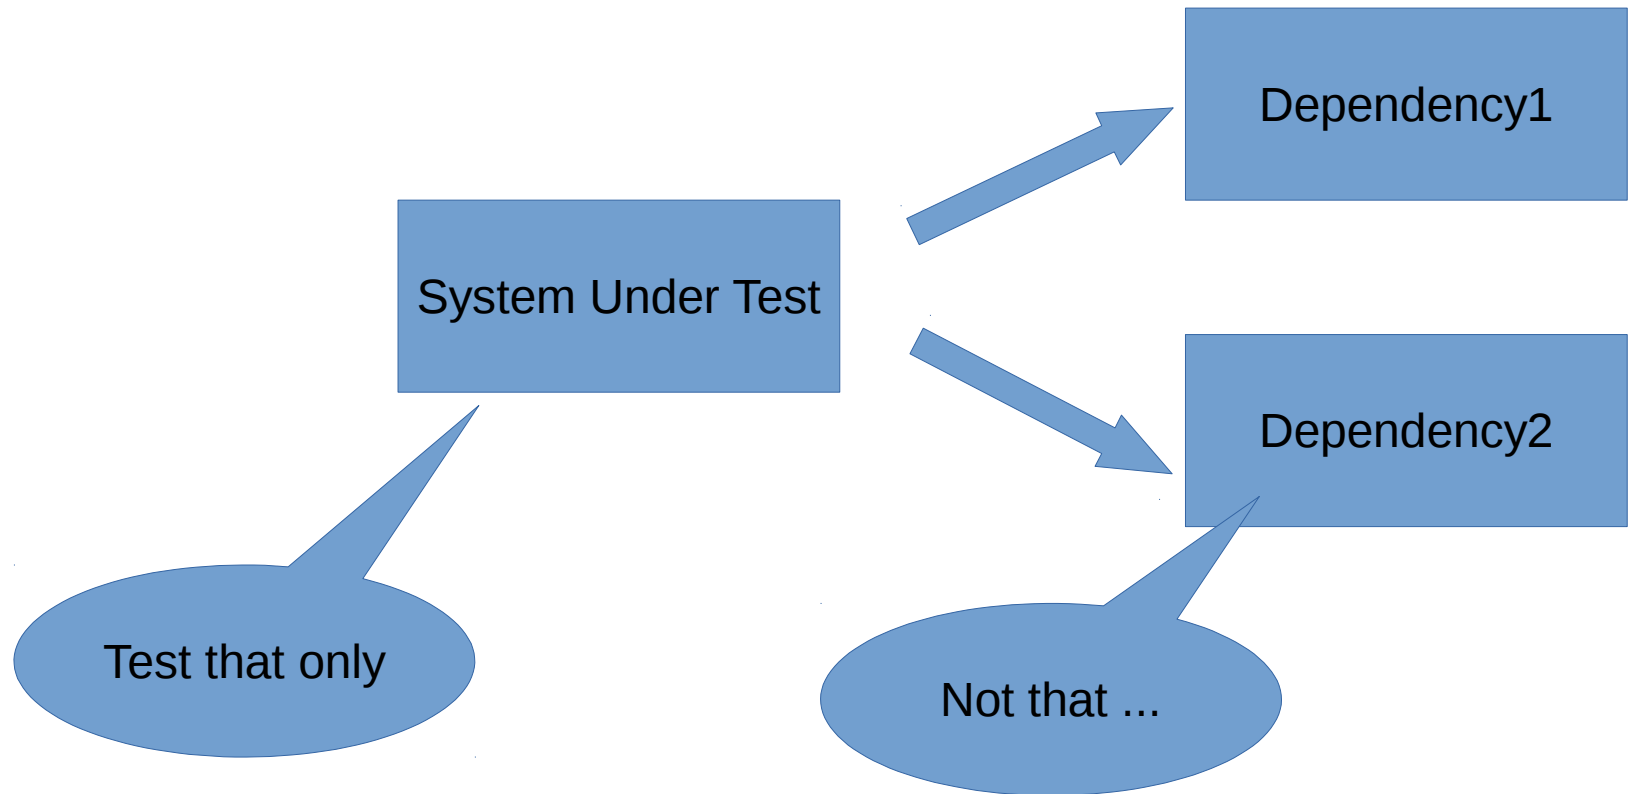 Dependency1
System Under Test
Dependency2
Test that only
Not that ...